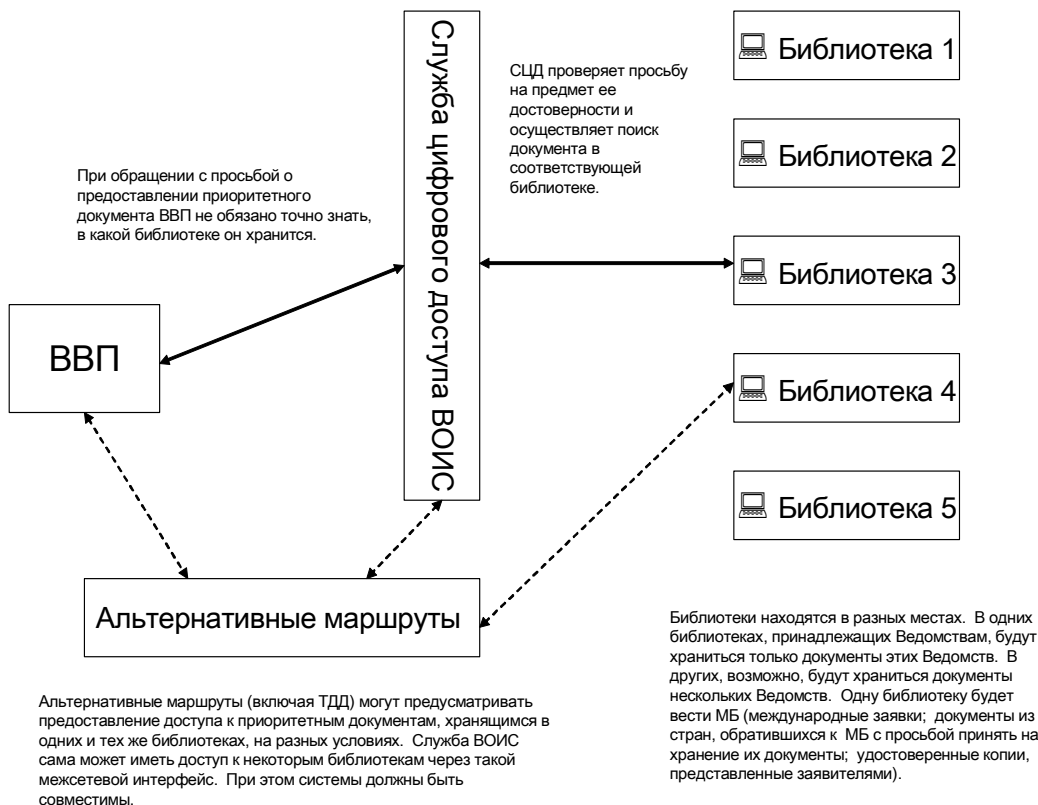 Служба цифрового доступа ВОИС
СЦД проверяет просьбу
на предмет ее
достоверности и
осуществляет поиск
документа в
соответствующей
библиотеке.
Библиотека 1
Библиотека 2
Библиотека 3
Библиотека 4
Библиотека 5
При обращении с просьбой о
предоставлении приоритетного
документа ВВП не обязано точно знать,
в какой библиотеке он хранится.
ВВП
Альтернативные маршруты
Альтернативные маршруты (включая ТДД) могут предусматривать
предоставление доступа к приоритетным документам, хранящимся в
одних и тех же библиотеках, на разных условиях. Служба ВОИС
сама может иметь доступ к некоторым библиотекам через такой
межсетевой интерфейс. При этом системы должны быть
совместимы.
Библиотеки находятся в разных местах. В одних
библиотеках, принадлежащих Ведомствам, будут
храниться только документы этих Ведомств. В
других, возможно, будут храниться документы
нескольких Ведомств. Одну библиотеку будет
вести МБ (международные заявки; документы из
стран, обратившихся к МБ с просьбой принять на
хранение их документы; удостоверенные копии,
представленные заявителями).